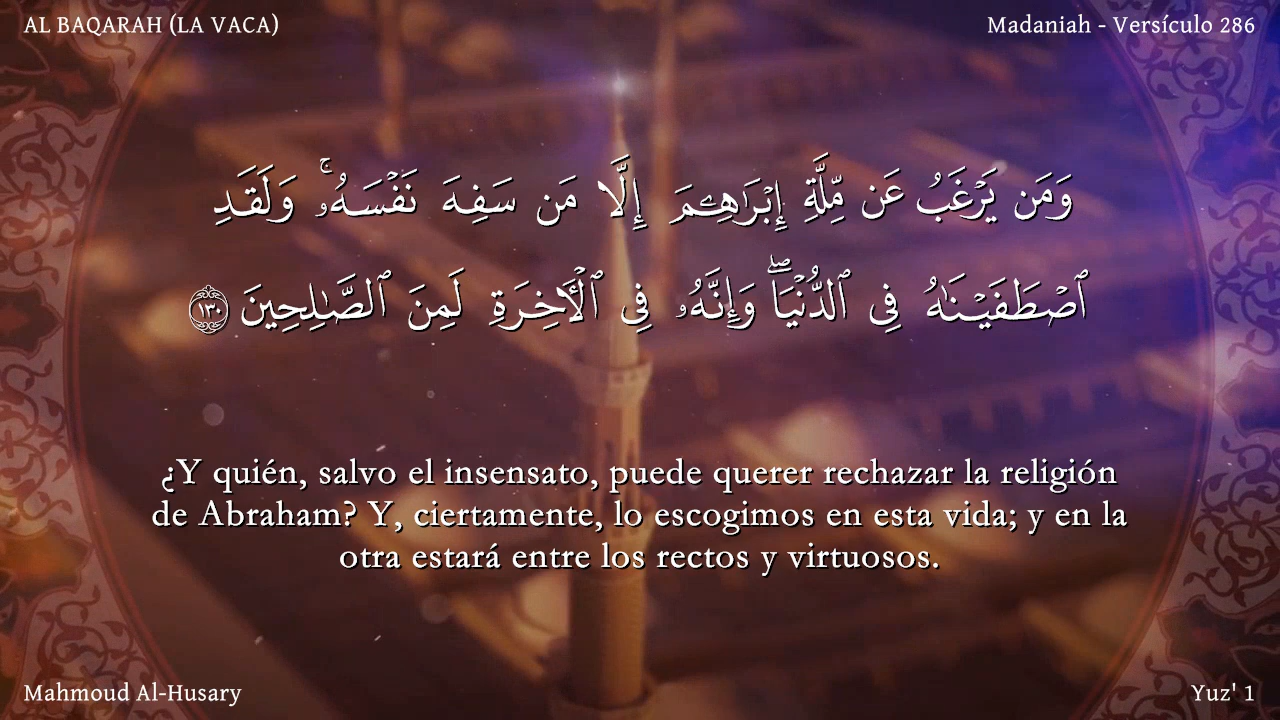 AL BAQARAH (LA VACA)
Madaniah - Versículo 286
وَمَن يَرْغَبُ عَن مِّلَّةِ إِبْرَٰهِـۧمَ إِلَّا مَن سَفِهَ نَفْسَهُۥ ۚ وَلَقَدِ
ٱصْطَفَيْنَـٰهُ فِى ٱلدُّنْيَا ۖ وَإِنَّهُۥ فِى ٱلْـَٔاخِرَةِ لَمِنَ ٱلصَّـٰلِحِينَ ١٣٠
¿Y quién, salvo el insensato, puede querer rechazar la religión
de Abraham? Y, ciertamente, lo escogimos en esta vida; y en la
otra estará entre los rectos y virtuosos.
Mahmoud Al-Husary
Yuz' 1